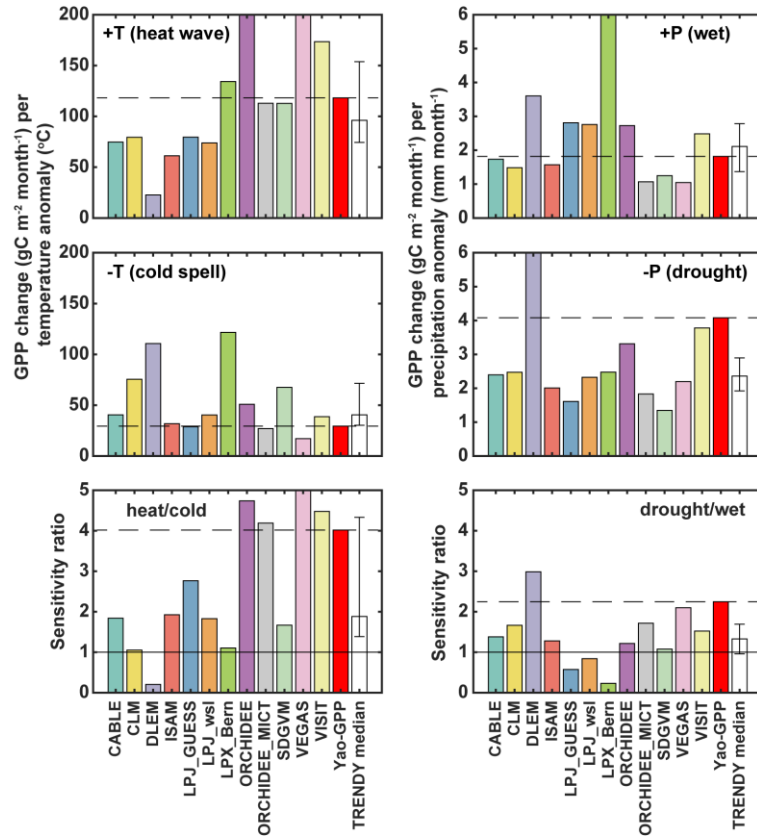 GPP change (gC m⁻² month⁻¹) per
temperature anomaly (°C)
200
150
100
50
0
+T (heat wave)
200
150
100
50
0
-T (cold spell)
Sensitivity ratio
5
4
3
2
1
0
heat/cold
CABLE
CLM
DLEM
ISAM
LPJ_GUESS
LPJ_wsl
LPX_Bern
ORCHIDEE
ORCHIDEE_MICT
SDGVM
VEGAS
VISIT
Yao-GPP
TRENDY median
GPP change (gC m⁻² month⁻¹) per
precipitation anomaly (mm month⁻¹)
6
5
4
3
2
1
0
+P (wet)
6
5
4
3
2
1
0
-P (drought)
Sensitivity ratio
5
4
3
2
1
0
drought/wet
CABLE
CLM
DLEM
ISAM
LPJ_GUESS
LPJ_wsl
LPX_Bern
ORCHIDEE
ORCHIDEE_MICT
SDGVM
VEGAS
VISIT
Yao-GPP
TRENDY median